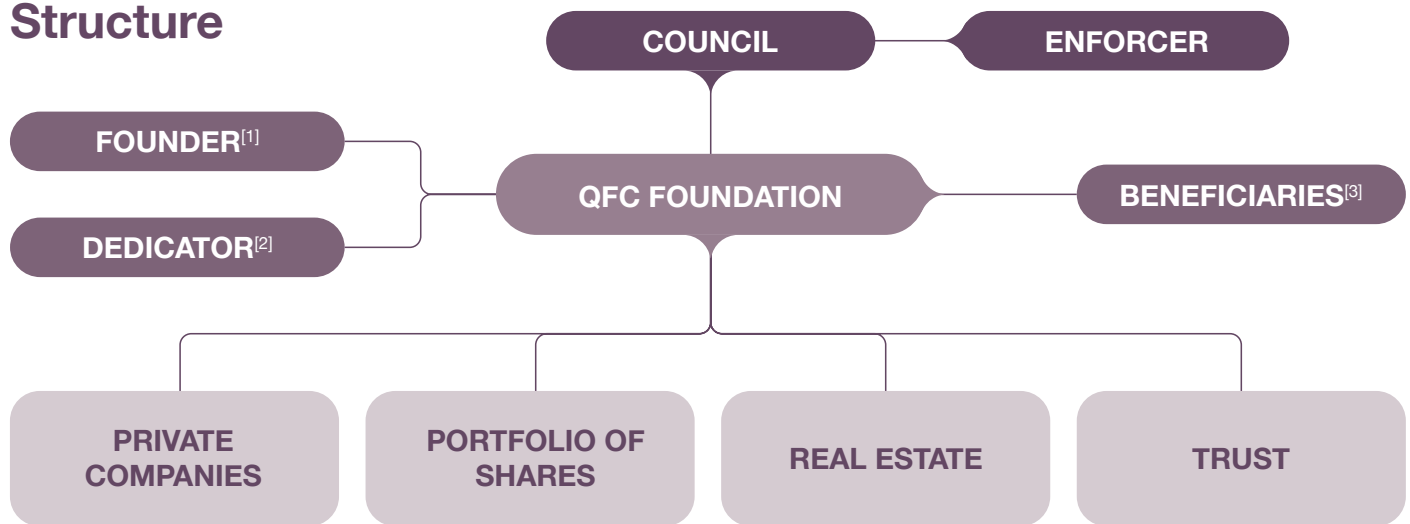 Structure
COUNCIL
ENFORCER
FOUNDER[1]
QFC FOUNDATION
BENEFICIARIES[3]
DEDICATOR[2]
PRIVATE
COMPANIES
PORTFOLIO OF
SHARES
REAL ESTATE
TRUST